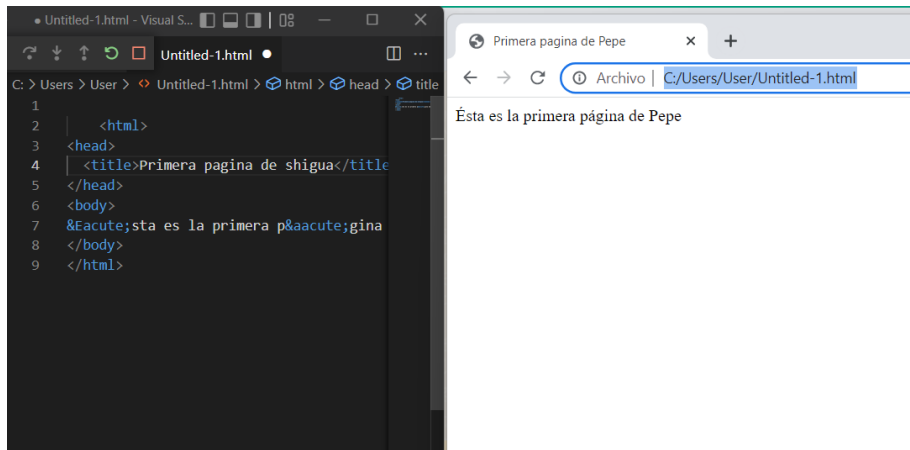 ● Untitled-1.html - Visual S...
Untitled-1.html ●
C: > Users > User > Untitled-1.html > html > head > title
1
2 <html>
3 <head>
4 <title>Primera pagina de shigua</title
5 </head>
6 <body>
7 &Eacute;sta es la primera p&aacute;gina
8 </body>
9 </html>
Primera pagina de Pepe
Archivo | C:/Users/User/Untitled-1.html
Ésta es la primera página de Pepe